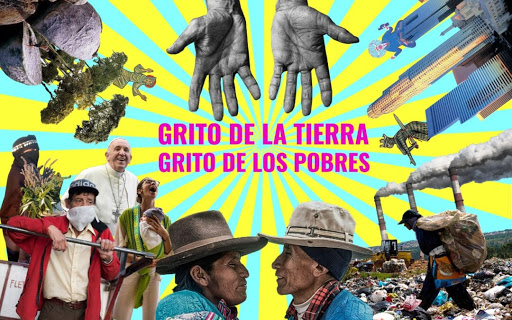 GRITO DE LA TIERRA
GRITO DE LOS POBRES